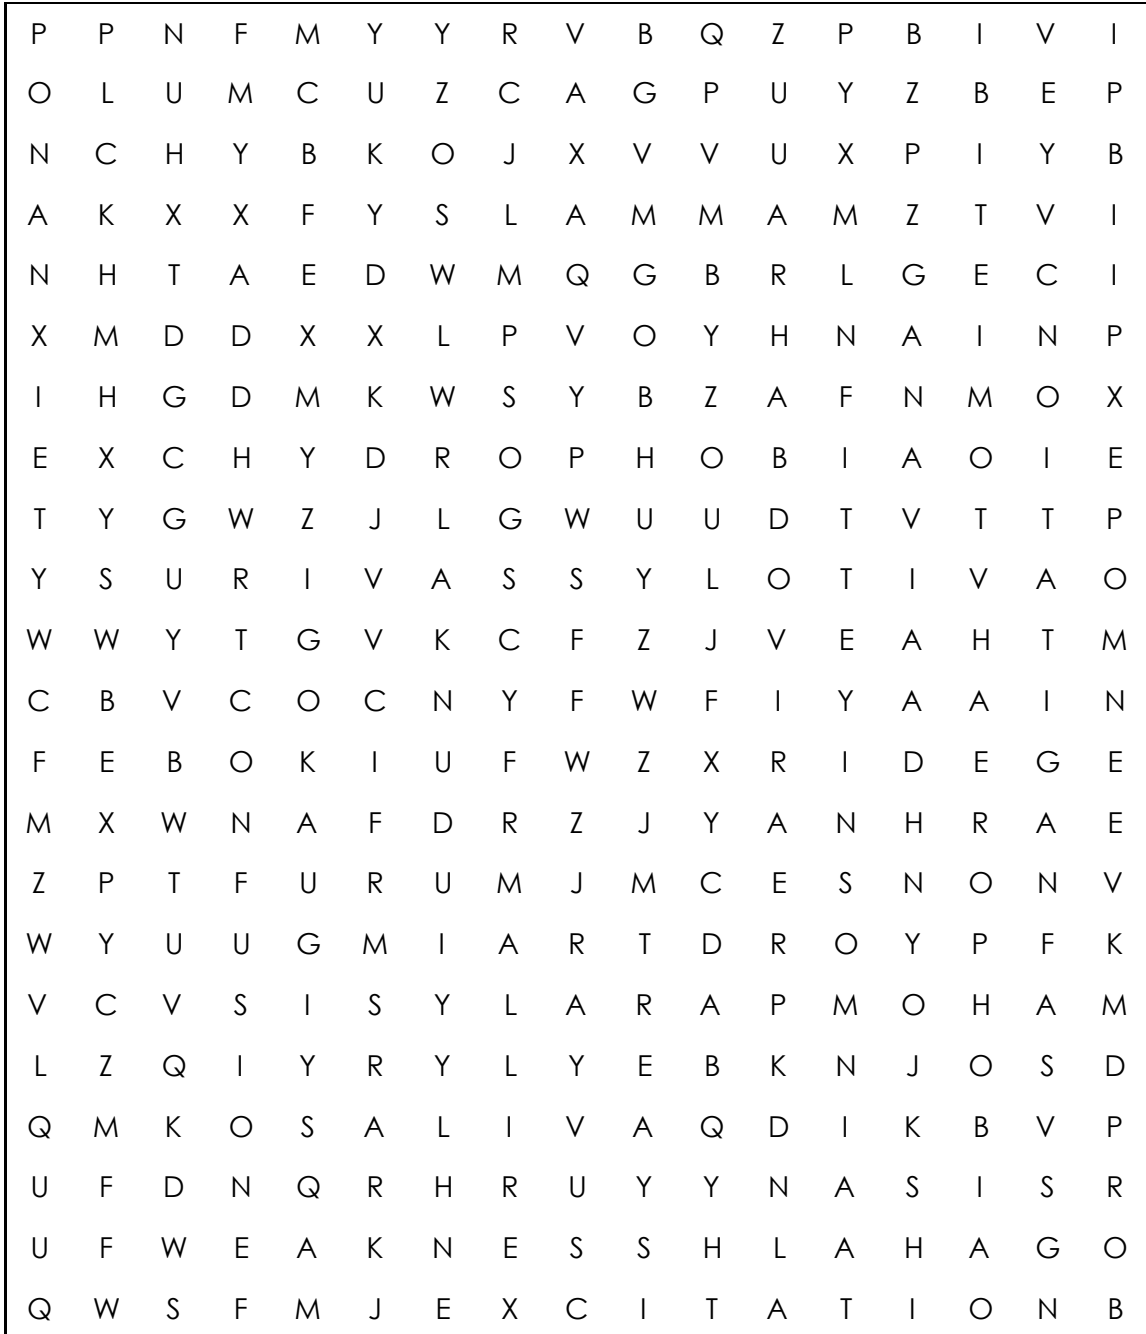 P P N F M Y Y R V B Q Z P B I V I
O L U M C U Z C A G P U Y Z B E P
N C H Y B K O J X V V U X P I Y B
A K X X F Y S L A M M A M Z T V I
N H T A E D W M Q G B R L G E C I
X M D D X X L P V O Y H N A I N P
I H G D M K W S Y B Z A F N M O X
E X C H Y D R O P H O B I A O I E
T Y G W Z J L G W U U D T V T T P
Y S U R I V A S S Y L O T I V A O
W W Y T G V K C F Z J V E A H T M
C B V C O C N Y F W F I Y A A I N
F E B O K I U F W Z X R I D E G E
M X W N A F D R Z J Y A N H R A E
Z P T F U R U M J M C E S N O N V
W Y U U G M I A R T D R O Y P F K
V C V S I S Y L A R A P M O H A M
L Z Q I Y R Y L Y E B K N J O S D
Q M K O S A L I V A Q D I K B V P
U F D N Q R H R U Y Y N A S I S R
U F W E A K N E S S H L A H A G O
Q W S F M J E X C I T A T I O N B